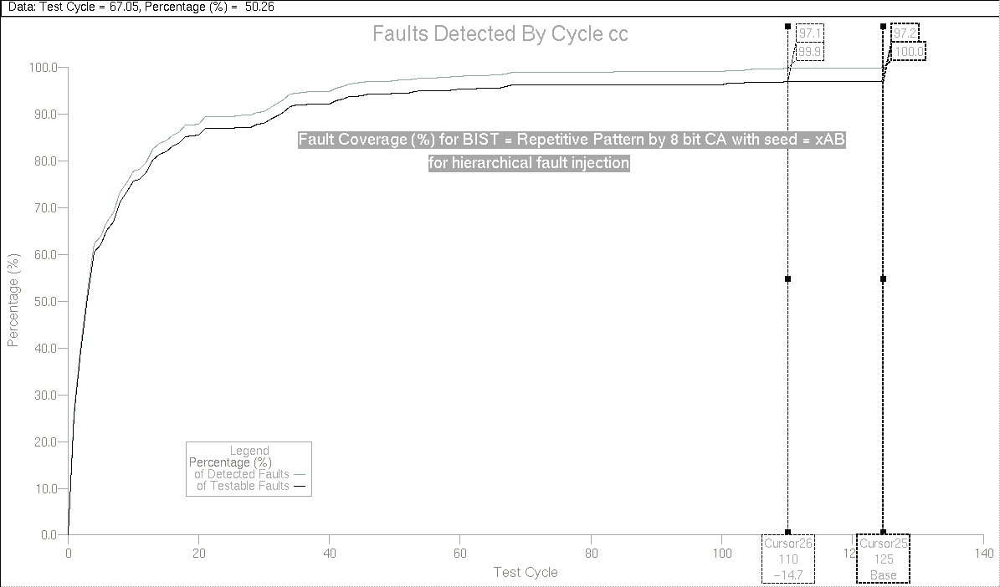 Data: Test Cycle = 67.05, Percentage (%) = 50.26
Faults Detected By Cycle cc
97.1
99.9
97.2
100.0
Fault Coverage (%) for BIST = Repetitive Pattern by 8 bit CA with seed = xAB
for hierarchical fault injection
100.0
90.0
80.0
70.0
60.0
50.0
40.0
30.0
20.0
10.0
0.0
Percentage (%)
Legend
Percentage (%)
of Detected Faults
of Testable Faults
0 20 40 60 80 100 12 140
Test Cycle
Cursor26
110
-14.7
Cursor25
125
Base